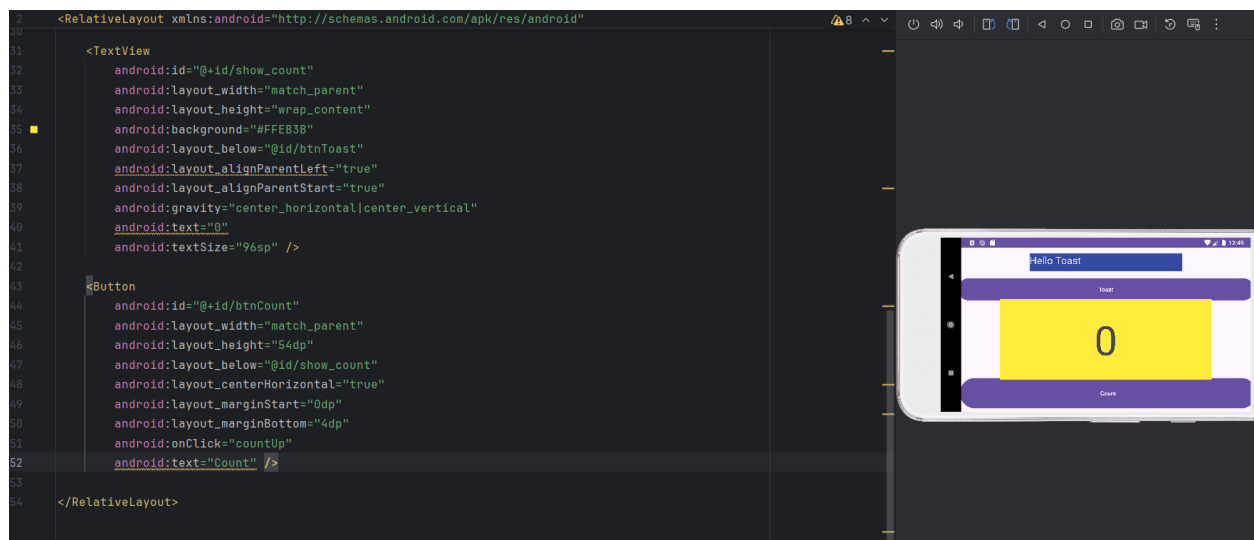 2 <RelativeLayout xmlns:android="http://schemas.android.com/apk/res/android" 8
30
31 <TextView
32 android:id="@+id/show_count"
33 android:layout_width="match_parent"
34 android:layout_height="wrap_content"
35 android:background="#FFEB3B"
36 android:layout_below="@id/btnToast"
37 android:layout_alignParentLeft="true"
38 android:layout_alignParentStart="true"
39 android:gravity="center_horizontal|center_vertical"
40 android:text="0"
41 android:textSize="96sp" />
42
43 <Button
44 android:id="@+id/btnCount"
45 android:layout_width="match_parent"
46 android:layout_height="54dp"
47 android:layout_below="@id/show_count"
48 android:layout_centerHorizontal="true"
49 android:layout_marginStart="0dp"
50 android:layout_marginBottom="4dp"
51 android:onClick="countUp"
52 android:text="Count" />
53
54 </RelativeLayout>
12:49
Hello Toast
Toast
0
Count